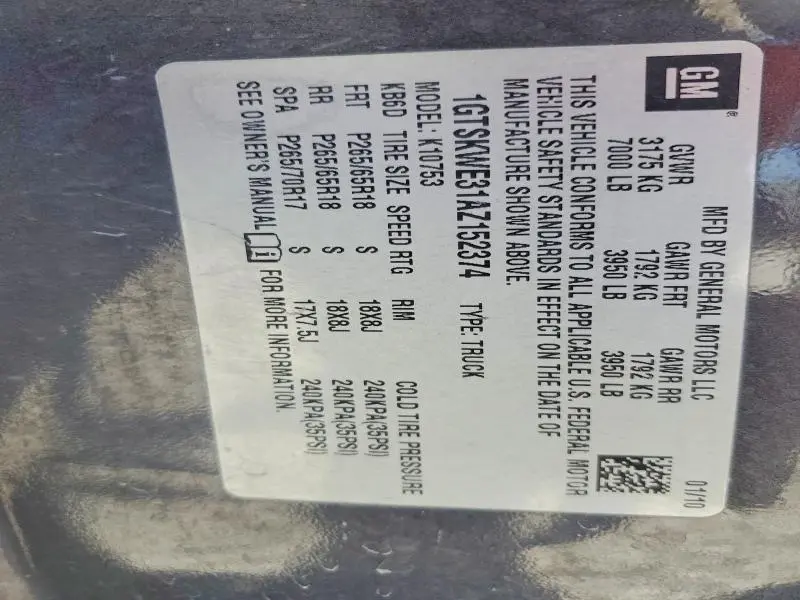 GM®
MFD BY GENERAL MOTORS LLC 01/10
GVWR GAWR FRT GAWR RR
3175 KG 1792 KG 1792 KG
7000 LB 3950 LB 3950 LB
THIS VEHICLE CONFORMS TO ALL APPLICABLE U.S. FEDERAL MOTOR
VEHICLE SAFETY STANDARDS IN EFFECT ON THE DATE OF
MANUFACTURE SHOWN ABOVE.
1GTSKWE31AZ152374 TYPE: TRUCK
MODEL: K10753
KB6D TIRE SIZE SPEED RTG RIM COLD TIRE PRESSURE
FRT P265/65R18 S 18X8J 240KPA(35PSI)
RR P265/65R18 S 18X8J 240KPA(35PSI)
SPA P265/70R17 S 17X7.5J 240KPA(35PSI)
SEE OWNER'S MANUAL FOR MORE INFORMATION.